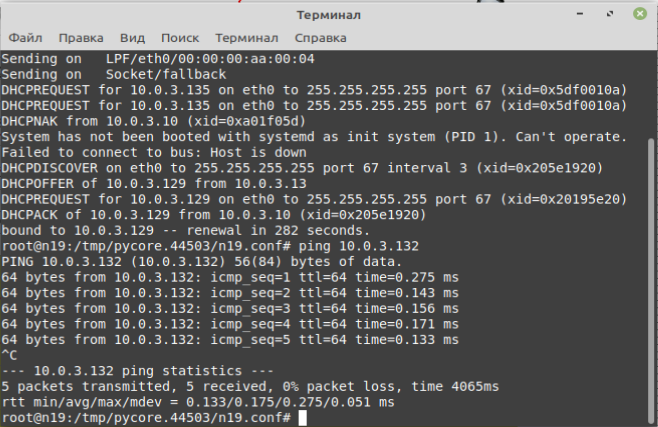 Терминал
Файл Правка Вид Поиск Терминал Справка
Sending on   LPF/eth0/00:00:00:aa:00:04
Sending on   Socket/fallback
DHCPREQUEST for 10.0.3.135 on eth0 to 255.255.255.255 port 67 (xid=0x5df0010a)
DHCPREQUEST for 10.0.3.135 on eth0 to 255.255.255.255 port 67 (xid=0x5df0010a)
DHCPNAK from 10.0.3.10 (xid=0xa01f05d)
System has not been booted with systemd as init system (PID 1). Can't operate.
Failed to connect to bus: Host is down
DHCPDISCOVER on eth0 to 255.255.255.255 port 67 interval 3 (xid=0x205e1920)
DHCPOFFER of 10.0.3.129 from 10.0.3.13
DHCPREQUEST for 10.0.3.129 on eth0 to 255.255.255.255 port 67 (xid=0x20195e20)
DHCPACK of 10.0.3.129 from 10.0.3.10 (xid=0x205e1920)
bound to 10.0.3.129 -- renewal in 282 seconds.
root@n19:/tmp/pycore.44503/n19.conf# ping 10.0.3.132
PING 10.0.3.132 (10.0.3.132) 56(84) bytes of data.
64 bytes from 10.0.3.132: icmp_seq=1 ttl=64 time=0.275 ms
64 bytes from 10.0.3.132: icmp_seq=2 ttl=64 time=0.143 ms
64 bytes from 10.0.3.132: icmp_seq=3 ttl=64 time=0.156 ms
64 bytes from 10.0.3.132: icmp_seq=4 ttl=64 time=0.171 ms
64 bytes from 10.0.3.132: icmp_seq=5 ttl=64 time=0.133 ms
^C
--- 10.0.3.132 ping statistics ---
5 packets transmitted, 5 received, 0% packet loss, time 4065ms
rtt min/avg/max/mdev = 0.133/0.175/0.275/0.051 ms
root@n19:/tmp/pycore.44503/n19.conf#